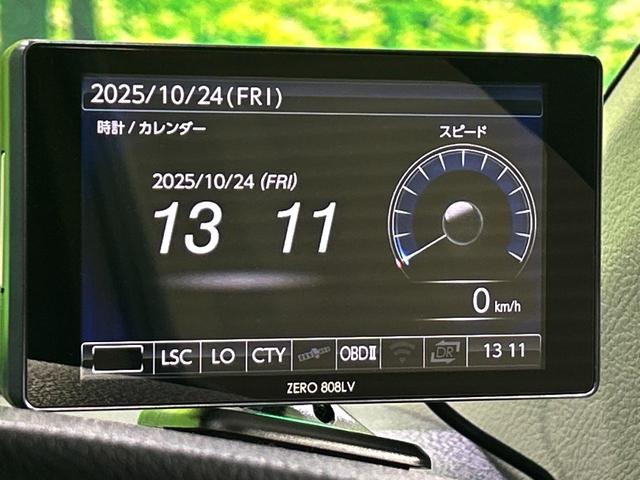 2025/10/24(FRI)
時計/カレンダー
スピード
2025/10/24 (FRI)
13 11
0 km/h
LSC LO CTY OBDⅡ DR 13 11
ZERO 808LV